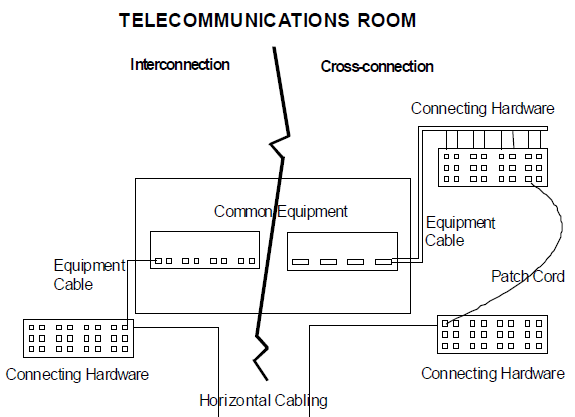 TELECOMMUNICATIONS ROOM
Interconnection
Cross-connection
Connecting Hardware
Common Equipment
Equipment
Cable
Equipment
Cable
Patch Cord
Connecting Hardware
Connecting Hardware
Horizontal Cabling